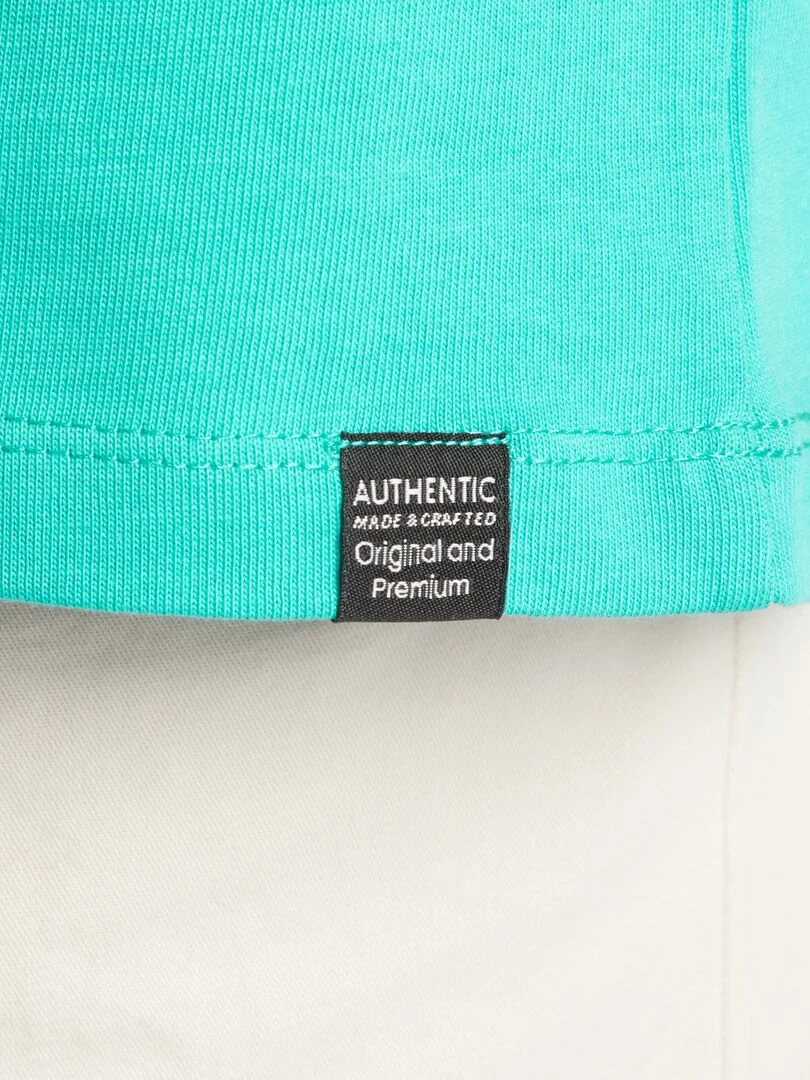 AUTHENTIC
MADE & CRAFTED
Original and
Premium